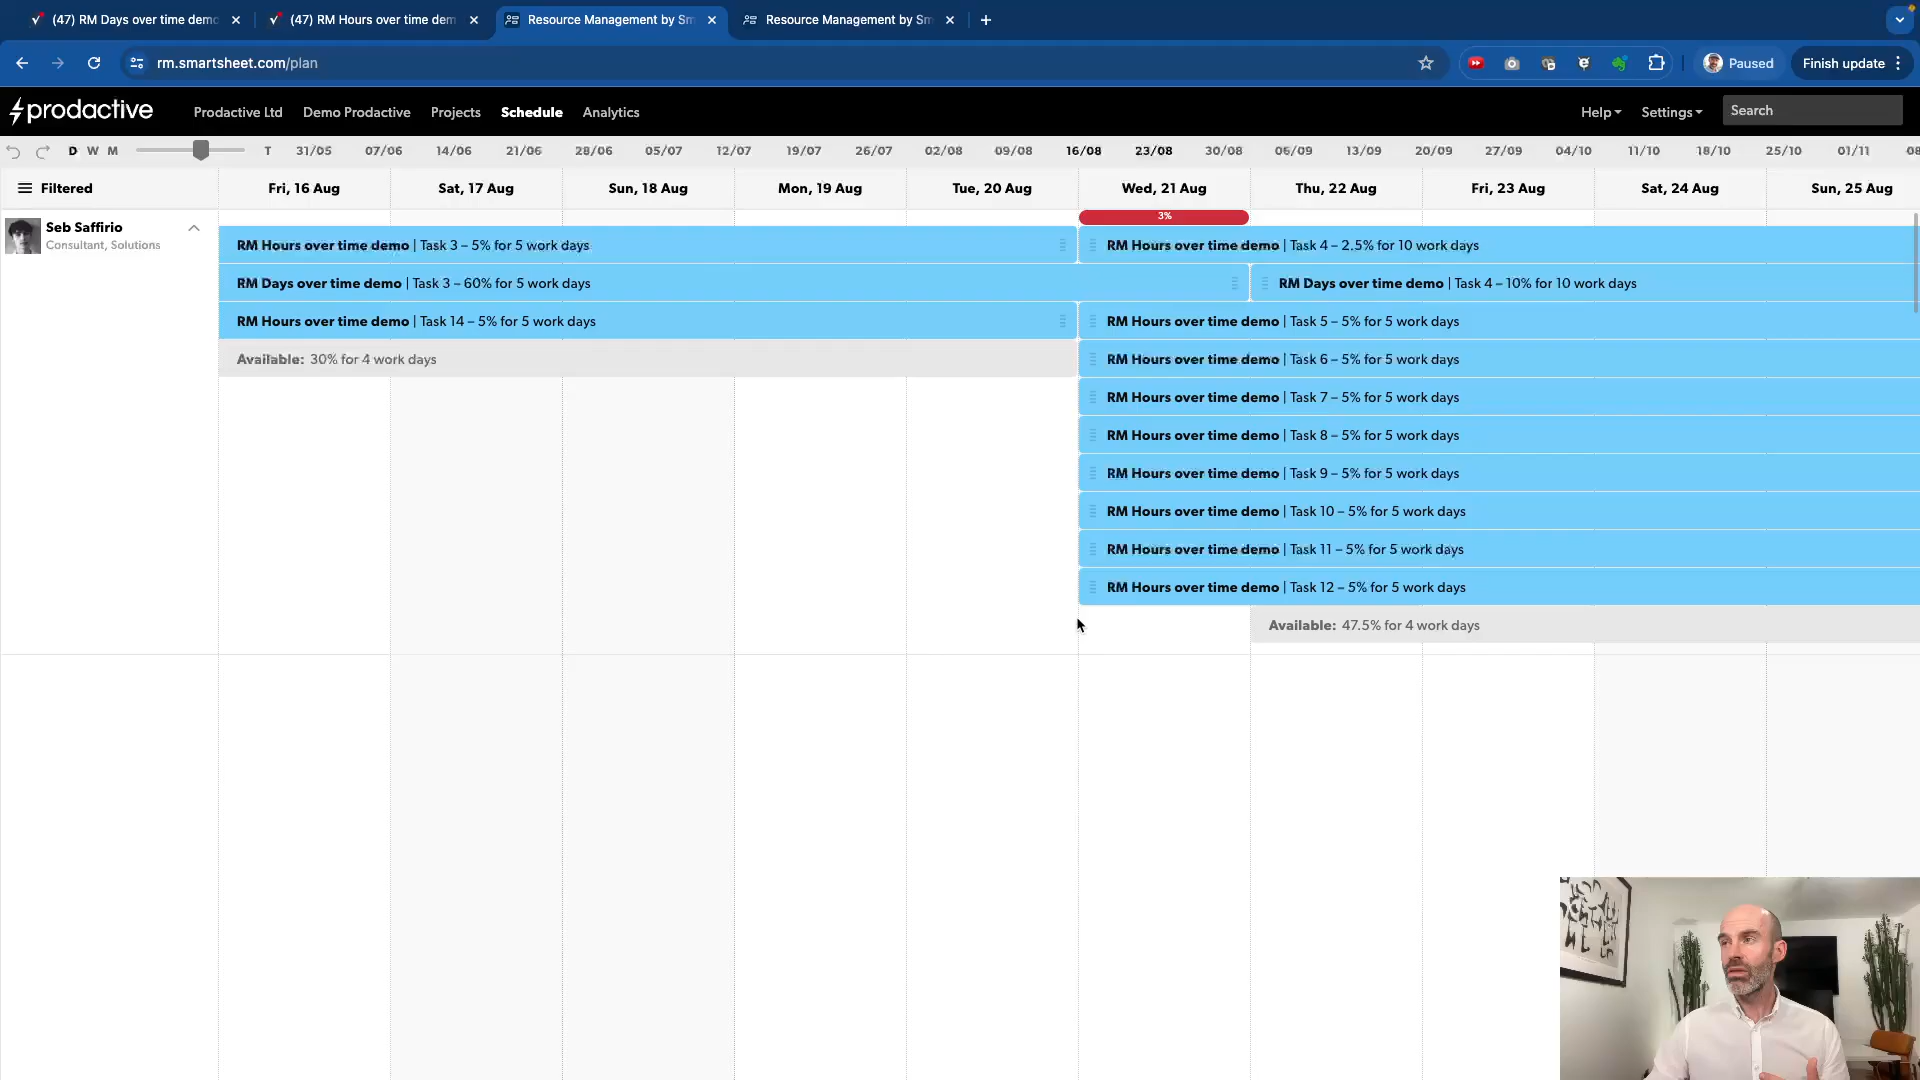 (47) RM Days over time demo
(47) RM Hours over time dem
Resource Management by Sm
Resource Management by Sm
rm.smartsheet.com/plan
Paused
Finish update
prodactive
Prodactive Ltd
Demo Prodactive
Projects
Schedule
Analytics
Help
Settings
Search
D W M
T 31/05 07/06 14/06 21/06 28/06 05/07 12/07 19/07 26/07 02/08 09/08 16/08 23/08 30/08 06/09 13/09 20/09 27/09 04/10 11/10 18/10 25/10 01/11 08
Filtered
Fri, 16 Aug
Sat, 17 Aug
Sun, 18 Aug
Mon, 19 Aug
Tue, 20 Aug
Wed, 21 Aug
Thu, 22 Aug
Fri, 23 Aug
Sat, 24 Aug
Sun, 25 Aug
Seb Saffirio
Consultant, Solutions
3%
RM Hours over time demo | Task 3 – 5% for 5 work days
RM Hours over time demo | Task 4 – 2.5% for 10 work days
RM Days over time demo | Task 3 – 60% for 5 work days
RM Days over time demo | Task 4 – 10% for 10 work days
RM Hours over time demo | Task 14 – 5% for 5 work days
RM Hours over time demo | Task 5 – 5% for 5 work days
Available: 30% for 4 work days
RM Hours over time demo | Task 6 – 5% for 5 work days
RM Hours over time demo | Task 7 – 5% for 5 work days
RM Hours over time demo | Task 8 – 5% for 5 work days
RM Hours over time demo | Task 9 – 5% for 5 work days
RM Hours over time demo | Task 10 – 5% for 5 work days
RM Hours over time demo | Task 11 – 5% for 5 work days
RM Hours over time demo | Task 12 – 5% for 5 work days
Available: 47.5% for 4 work days